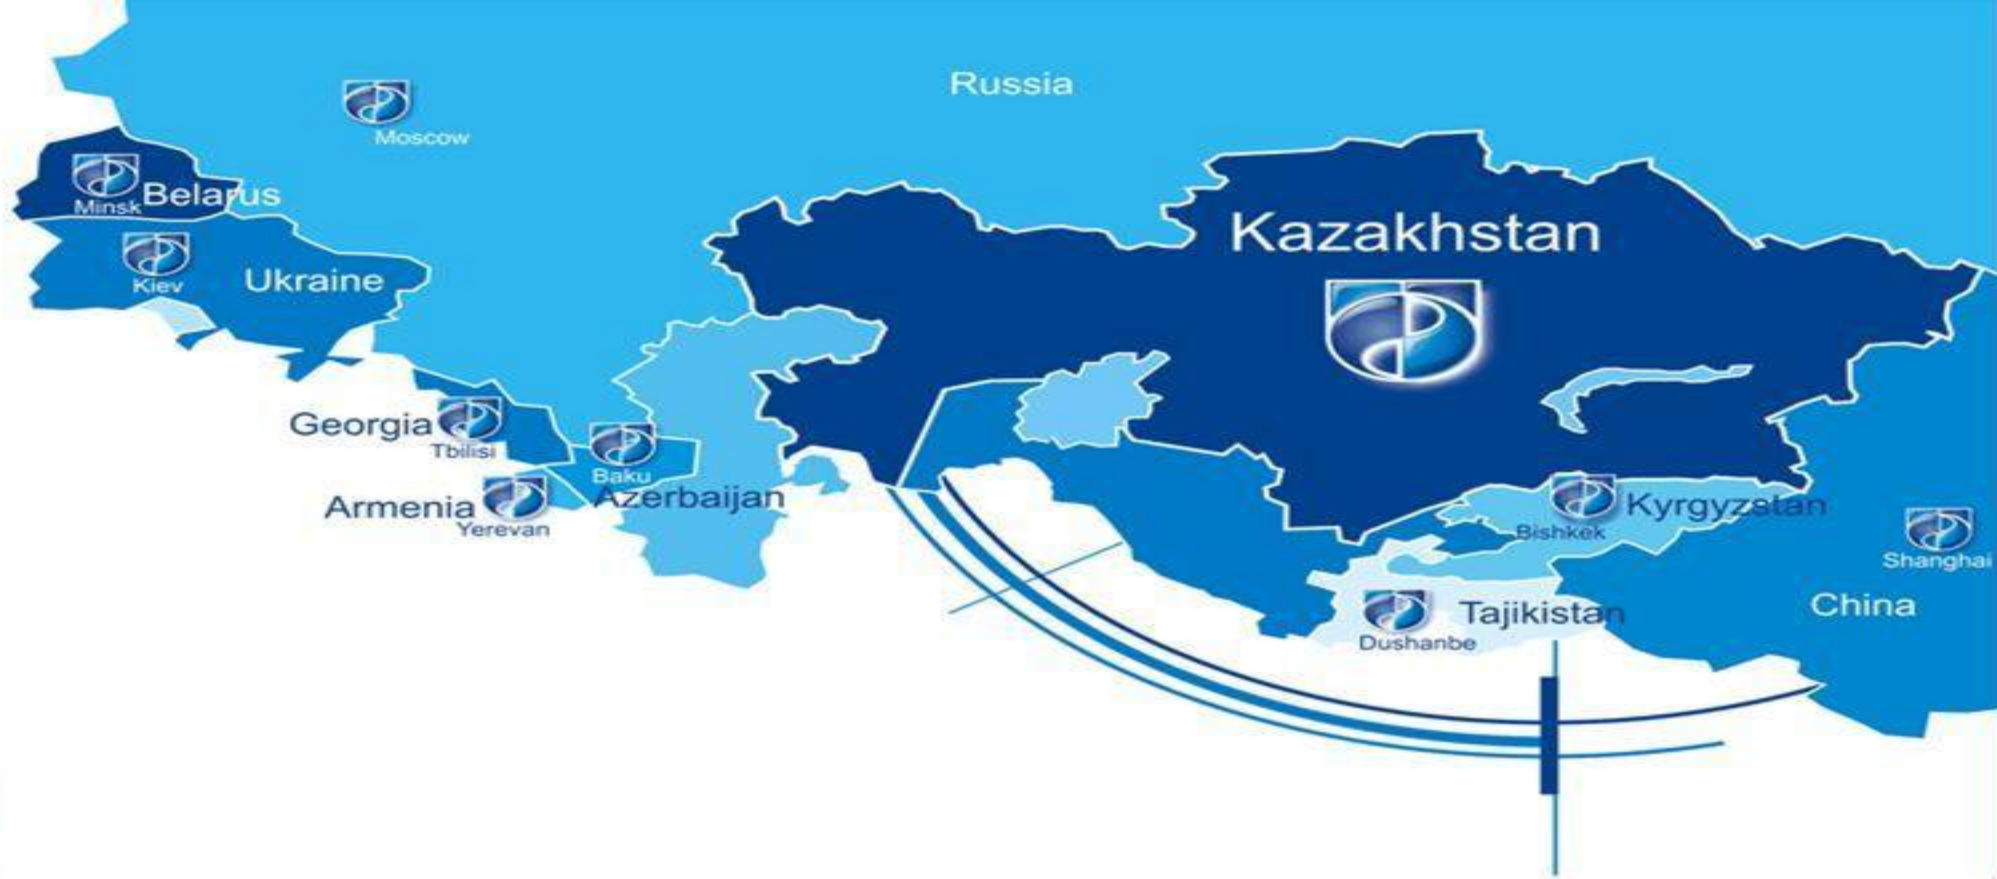 Russia
Moscow
Belarus
Minsk
Kazakhstan
Ukraine
Kiev
Georgia
Tbilisi
Baku
Azerbaijan
Armenia
Yerevan
Kyrgyzstan
Bishkek
Shanghai
China
Tajikistan
Dushanbe